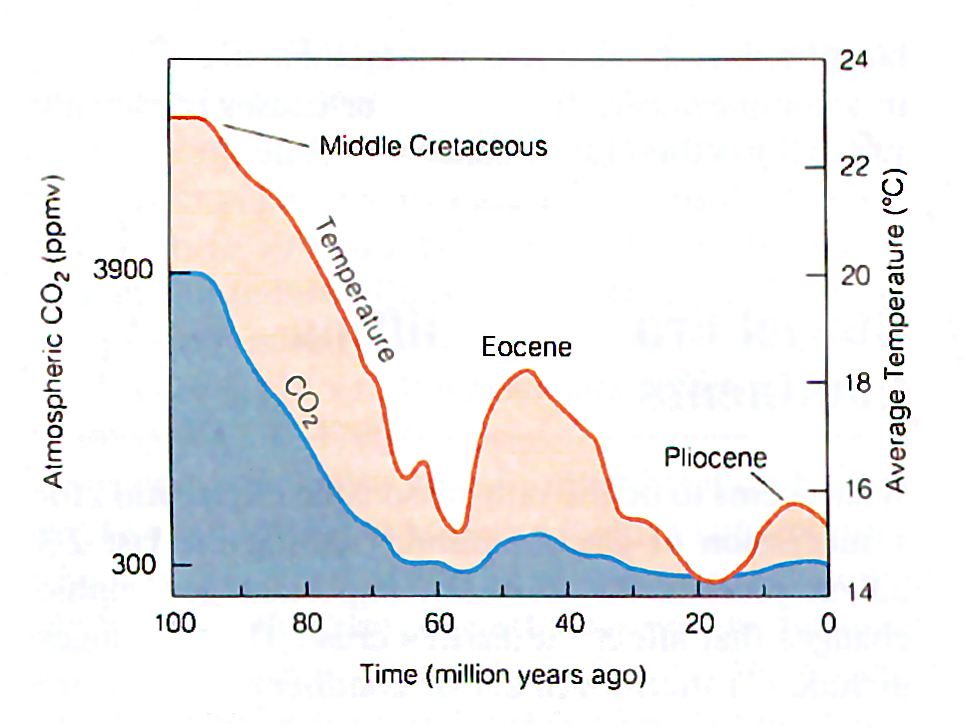 24
Middle Cretaceous
22
Temperature
3900
20
Eocene
CO₂
18
Pliocene
16
300
14
100
80
60
40
20
0
Atmospheric CO₂ (ppmv)
Average Temperature (°C)
Time (million years ago)